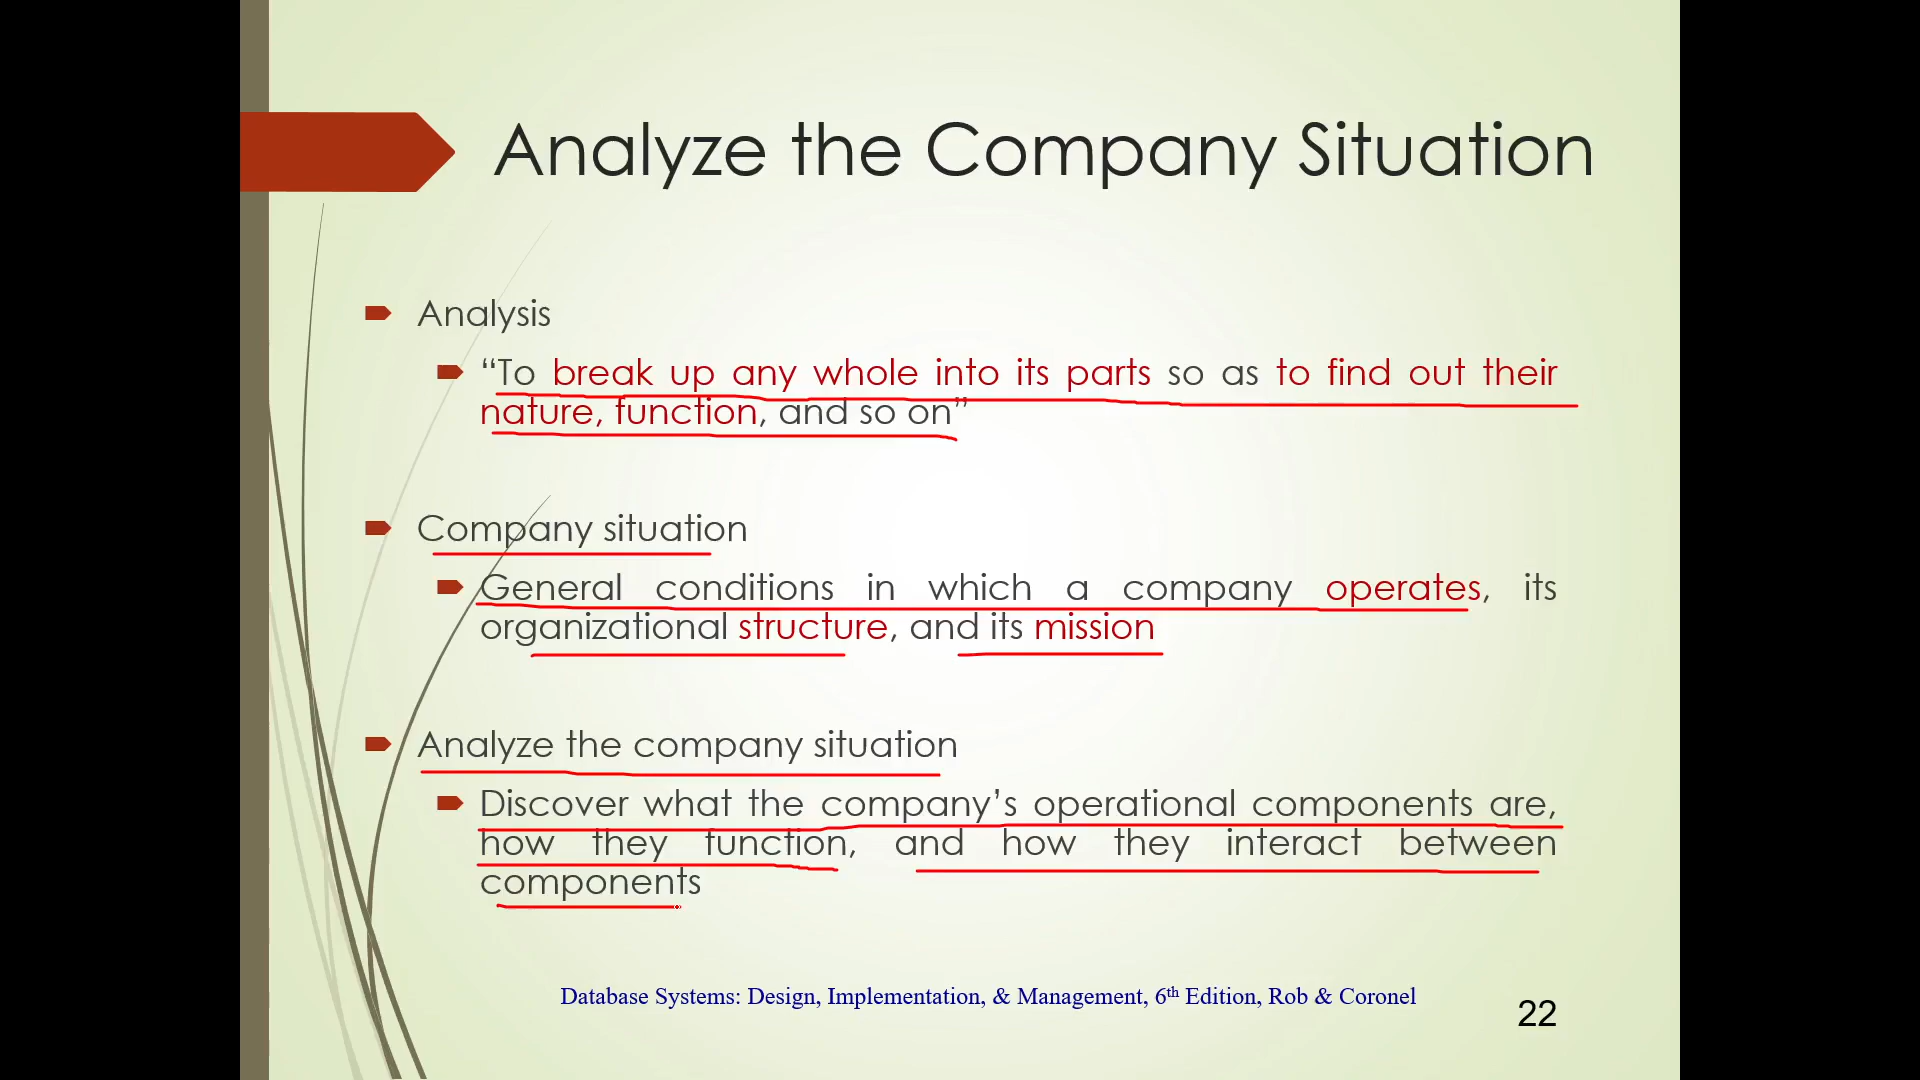 Analyze the Company Situation
Analysis
“To break up any whole into its parts so as to find out their
nature, function, and so on”
Company situation
General conditions in which a company operates, its
organizational structure, and its mission
Analyze the company situation
Discover what the company’s operational components are,
how they function, and how they interact between
components
Database Systems: Design, Implementation, & Management, 6th Edition, Rob & Coronel
22